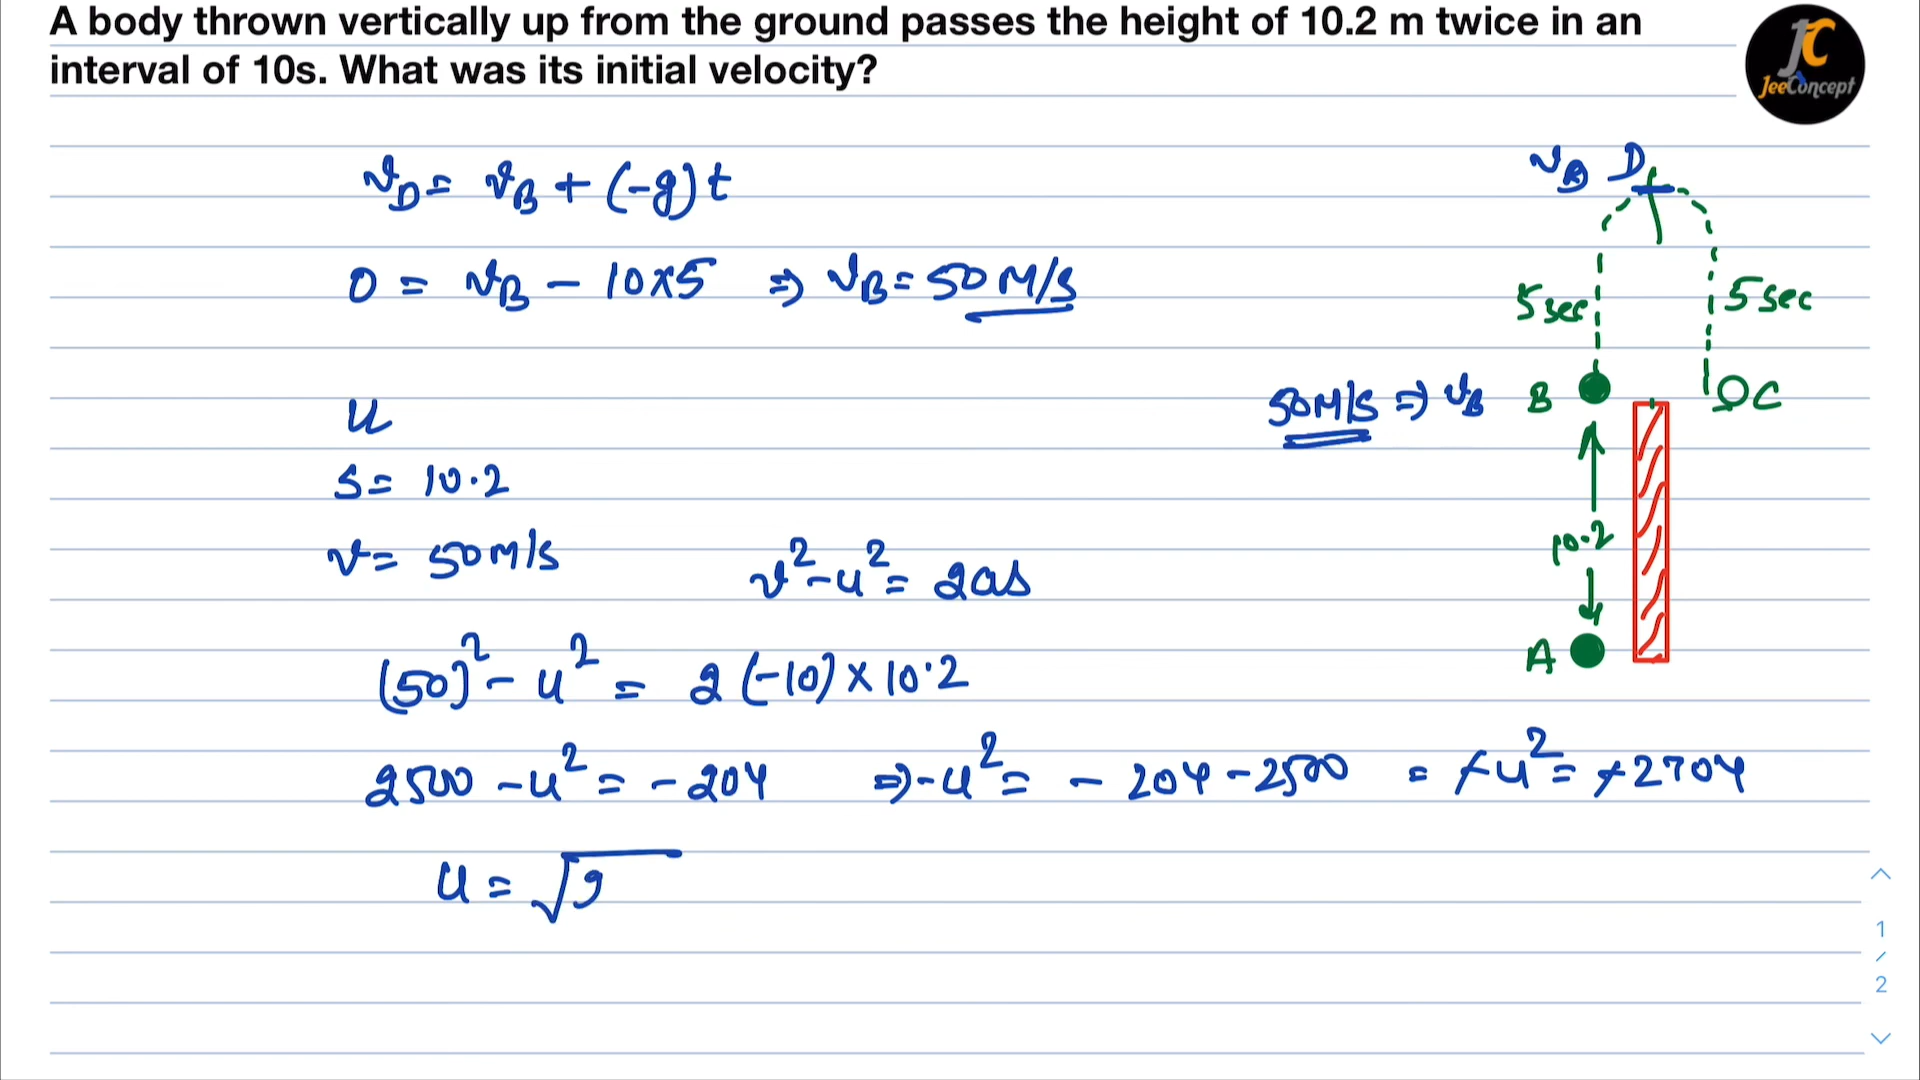 A body thrown vertically up from the ground passes the height of 10.2 m twice in an
interval of 10s. What was its initial velocity?
JC
JeeConcept
v_D = v_B + (-g) t
0 = v_B - 10×5 ⇒ v_B = 50 M/s
u
S = 10.2
v = 50 M/s
v² - u² = 2as
(50)² - u² = 2 (-10) × 10.2
2500 - u² = - 204 ⇒ - u² = - 204 - 2500 = - u² = - 2704
u = √2
D
5 sec
5 sec
50 M/s ⇒ v_B
B
C
10.2
A
1
/
2